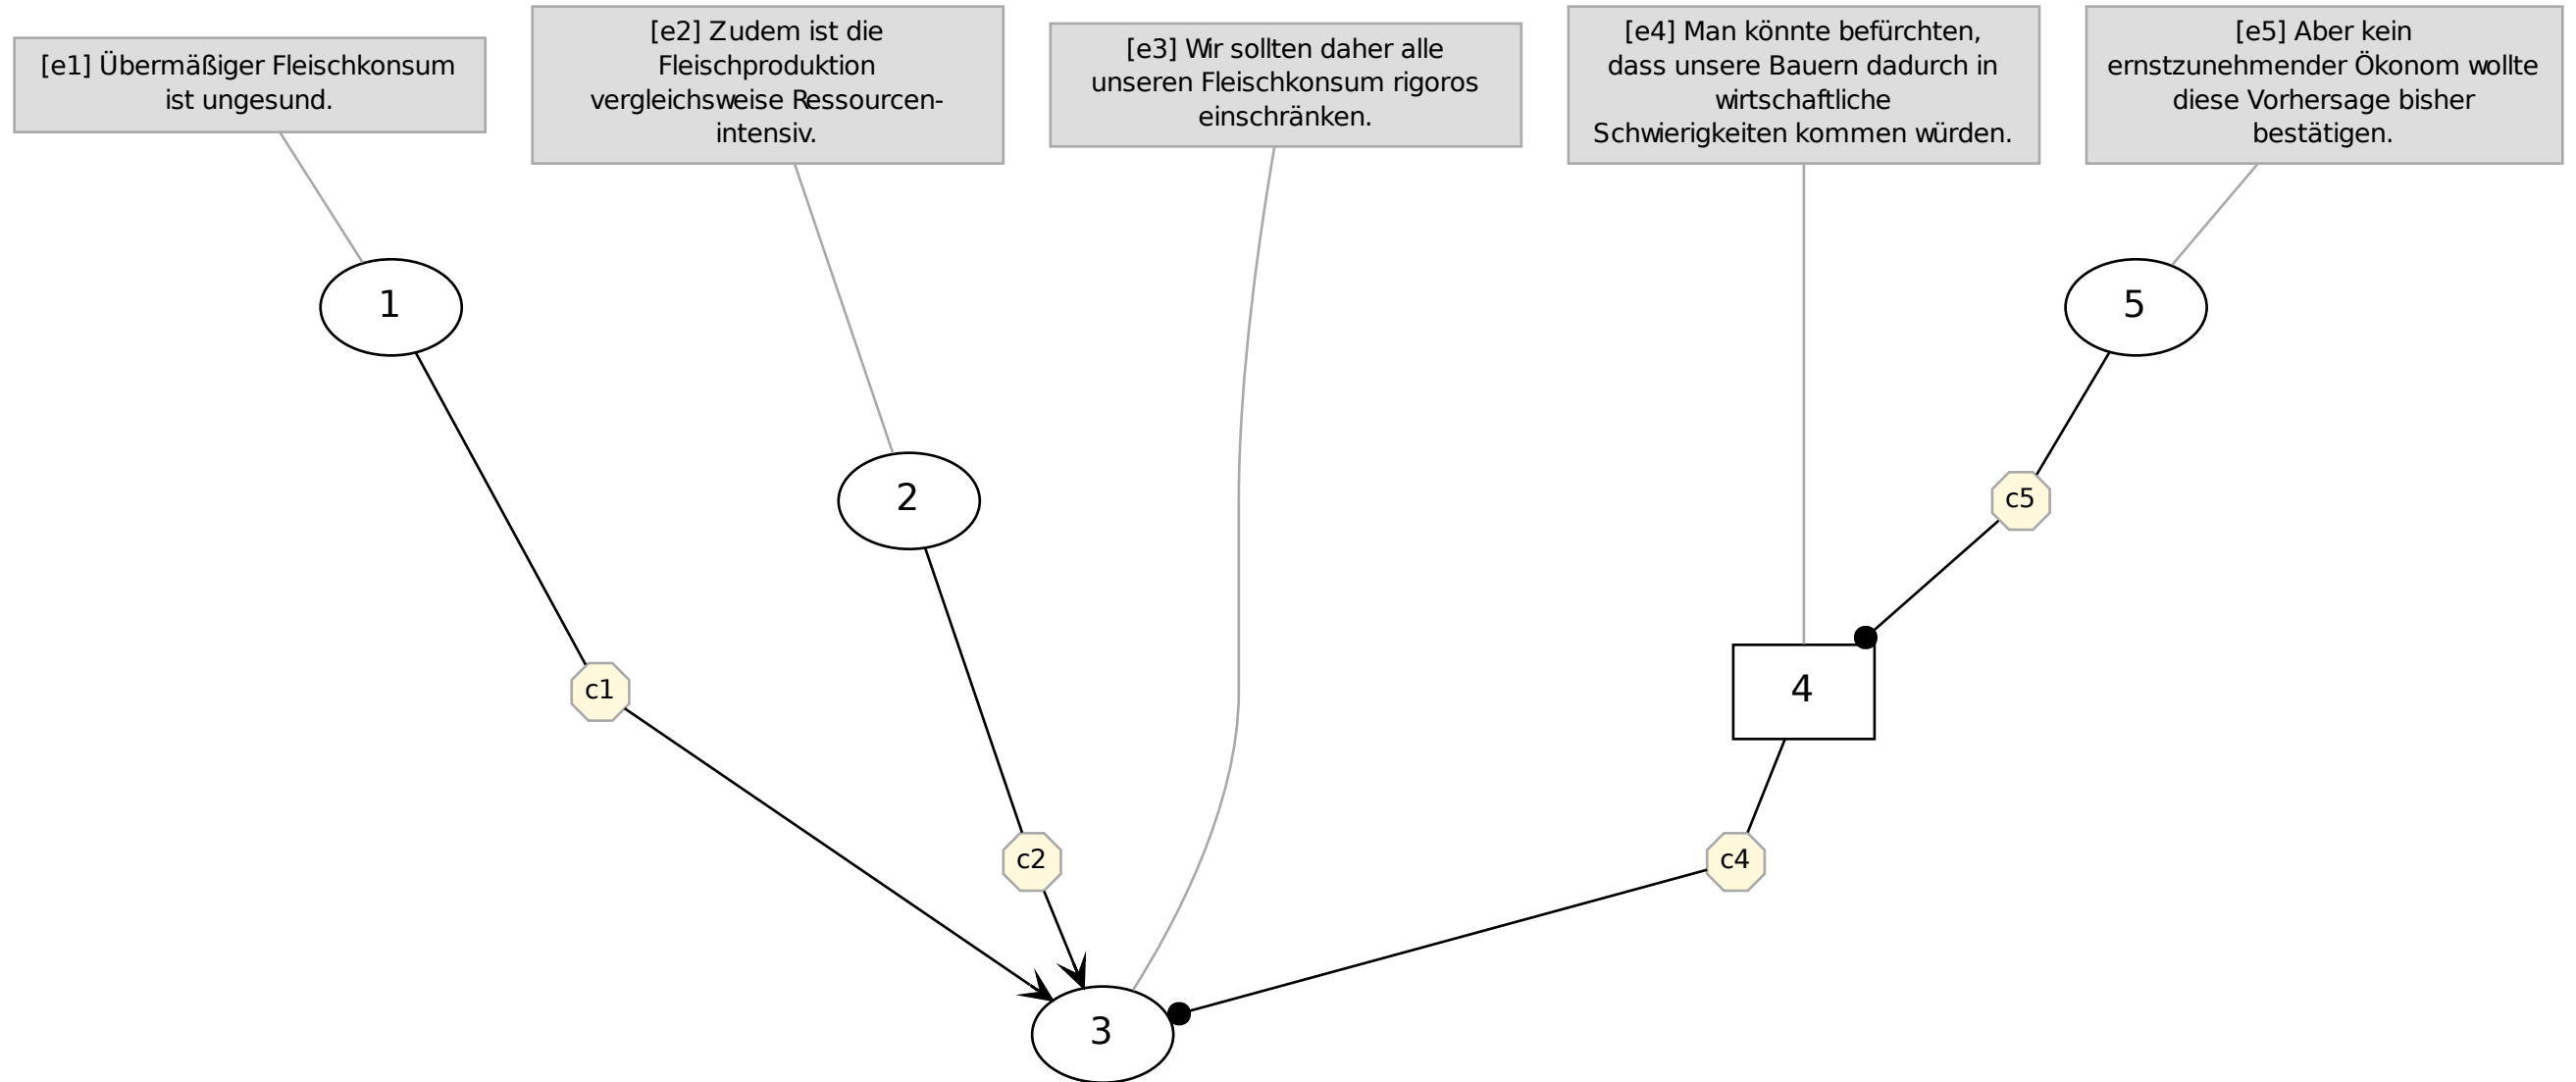 [e1] Übermäßiger Fleischkonsum
ist ungesund.
[e2] Zudem ist die
Fleischproduktion
vergleichsweise Ressourcen-
intensiv.
[e3] Wir sollten daher alle
unseren Fleischkonsum rigoros
einschränken.
[e4] Man könnte befürchten,
dass unsere Bauern dadurch in
wirtschaftliche
Schwierigkeiten kommen würden.
[e5] Aber kein
ernstzunehmender Ökonom wollte
diese Vorhersage bisher
bestätigen.
1
5
2
c5
c1
4
c2
c4
3